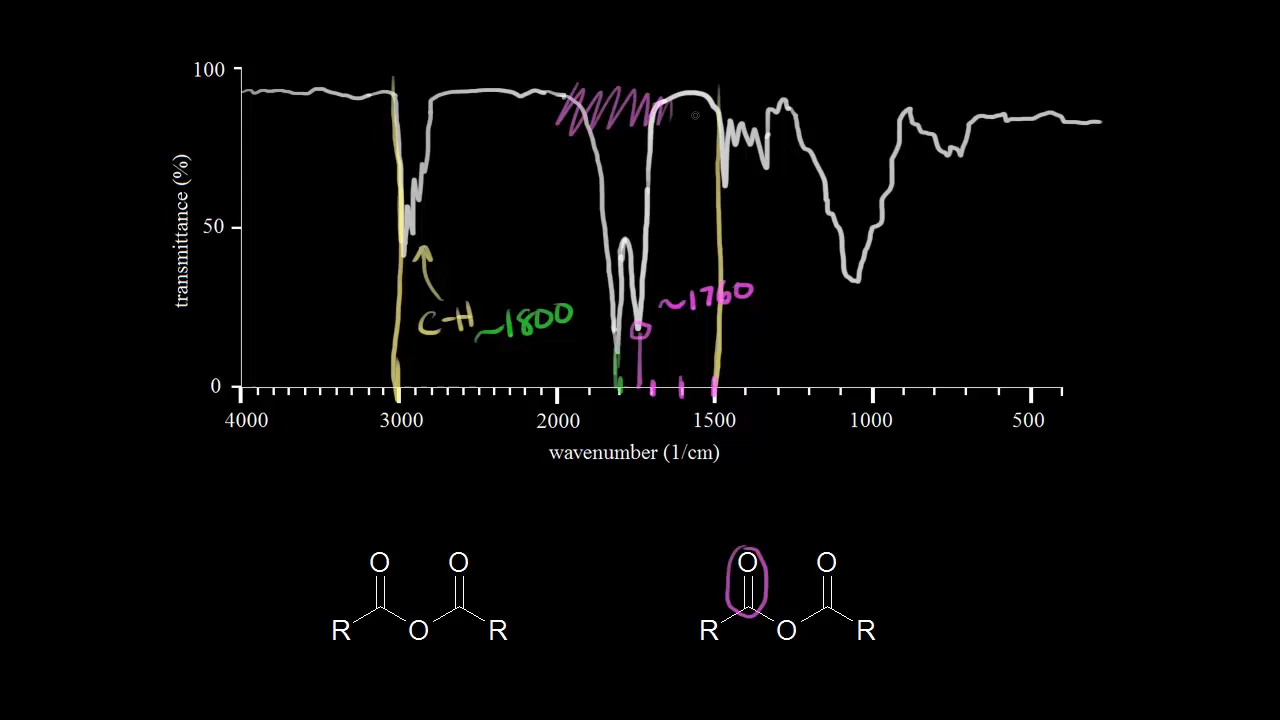 100
transmittance (%)
50
~1760
C-H ~1800
0
4000 3000 2000 1500 1000 500
wavenumber (1/cm)
O O O O
R O R R O R